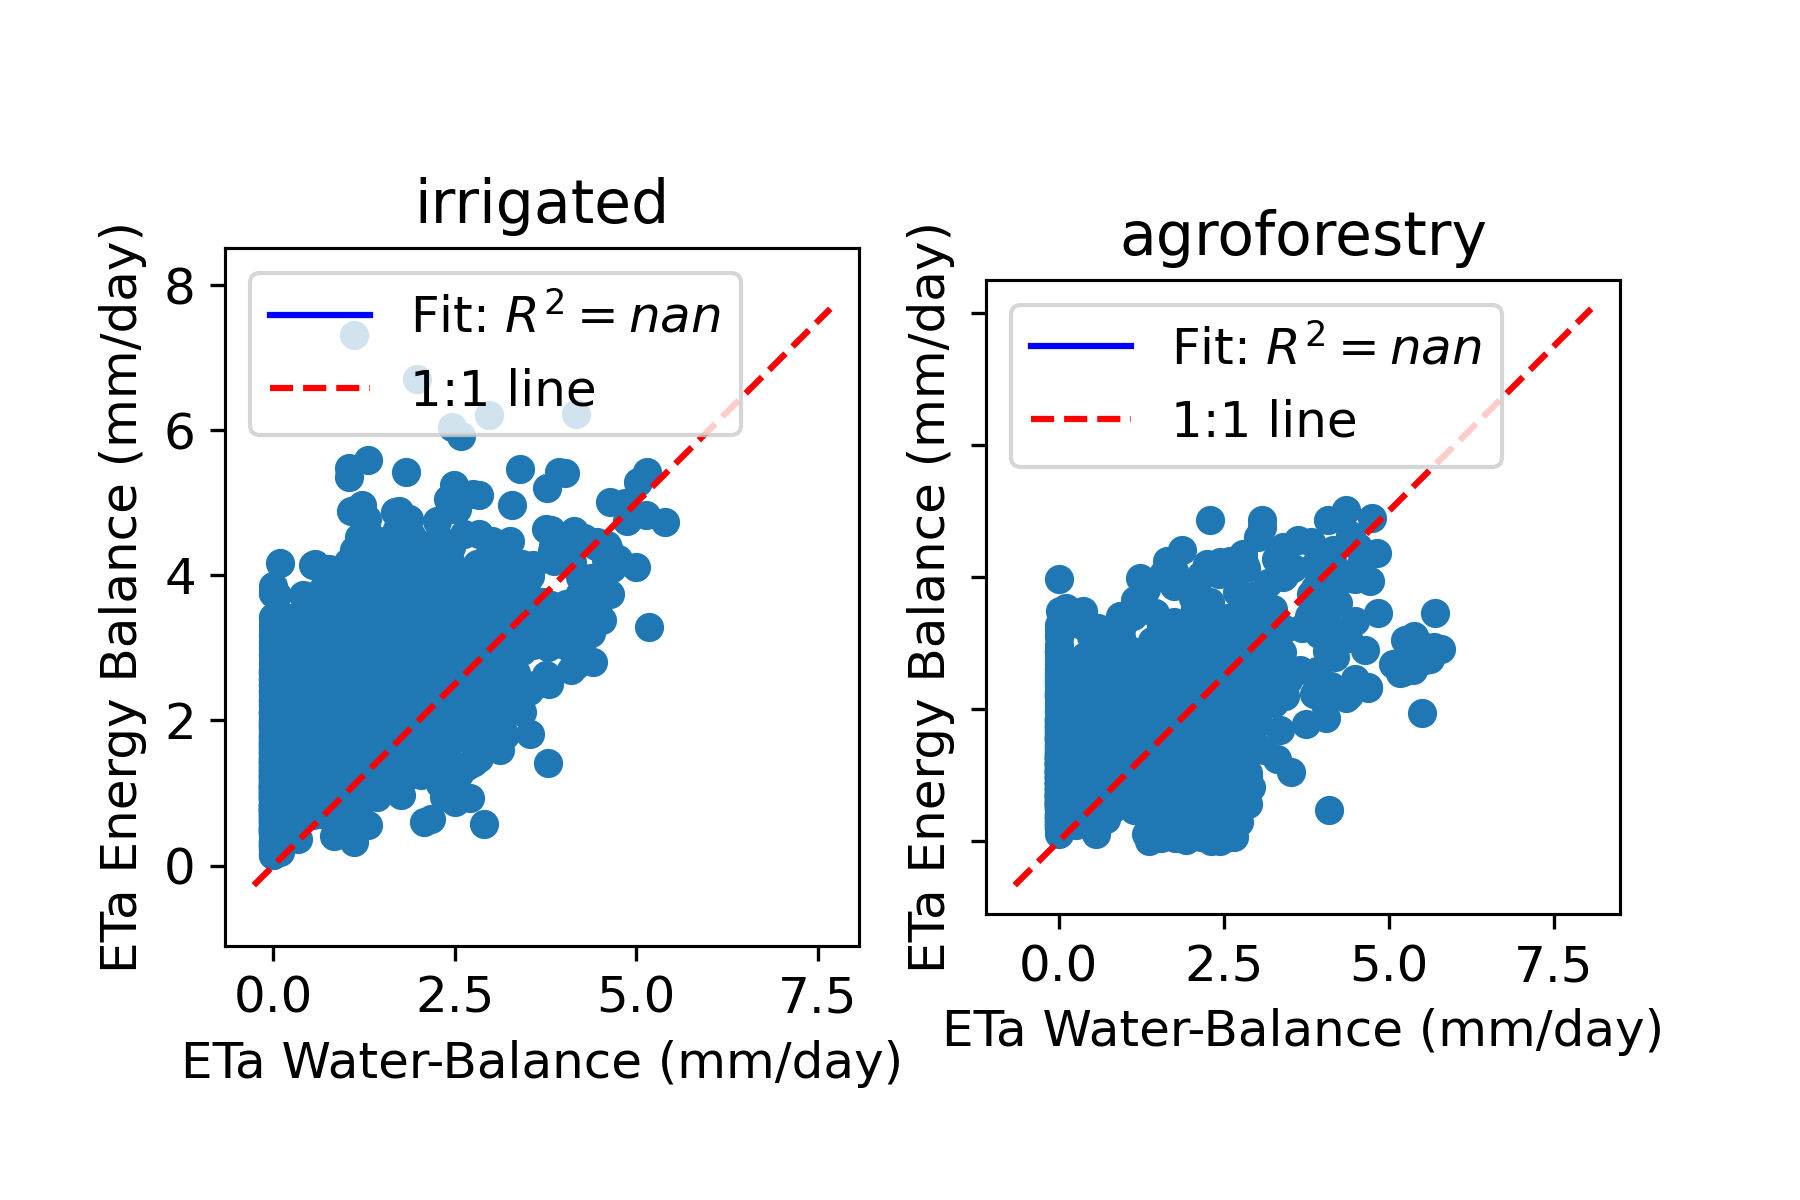 irrigated
ETa Energy Balance (mm/day)
8
6
4
2
0
Fit: R² = nan
1:1 line
0.0 2.5 5.0 7.5
ETa Water-Balance (mm/day)
agroforestry
ETa Energy Balance (mm/day)
Fit: R² = nan
1:1 line
0.0 2.5 5.0 7.5
ETa Water-Balance (mm/day)